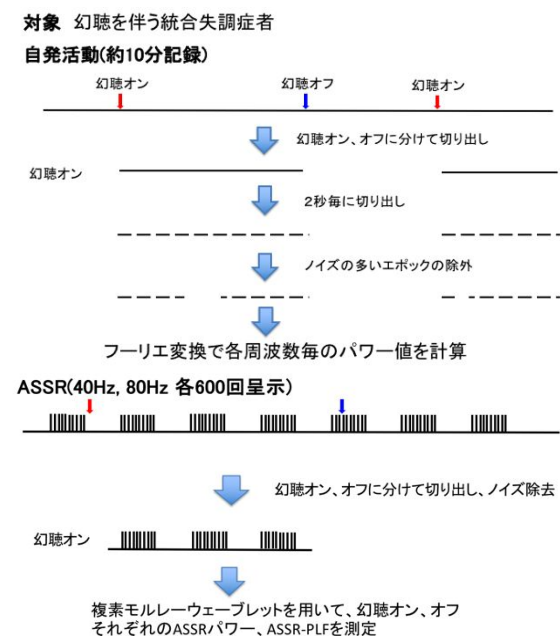 対象 幻聴を伴う統合失調症者
自発活動(約10分記録)
幻聴オン 幻聴オフ 幻聴オン
幻聴オン、オフに分けて切り出し
幻聴オン
2秒毎に切り出し
ノイズの多いエポックの除外
フーリエ変換で各周波数毎のパワー値を計算
ASSR(40Hz, 80Hz 各600回呈示)
幻聴オン、オフに分けて切り出し、ノイズ除去
幻聴オン
複素モルレーウェーブレットを用いて、幻聴オン、オフ
それぞれのASSRパワー、ASSR-PLFを測定